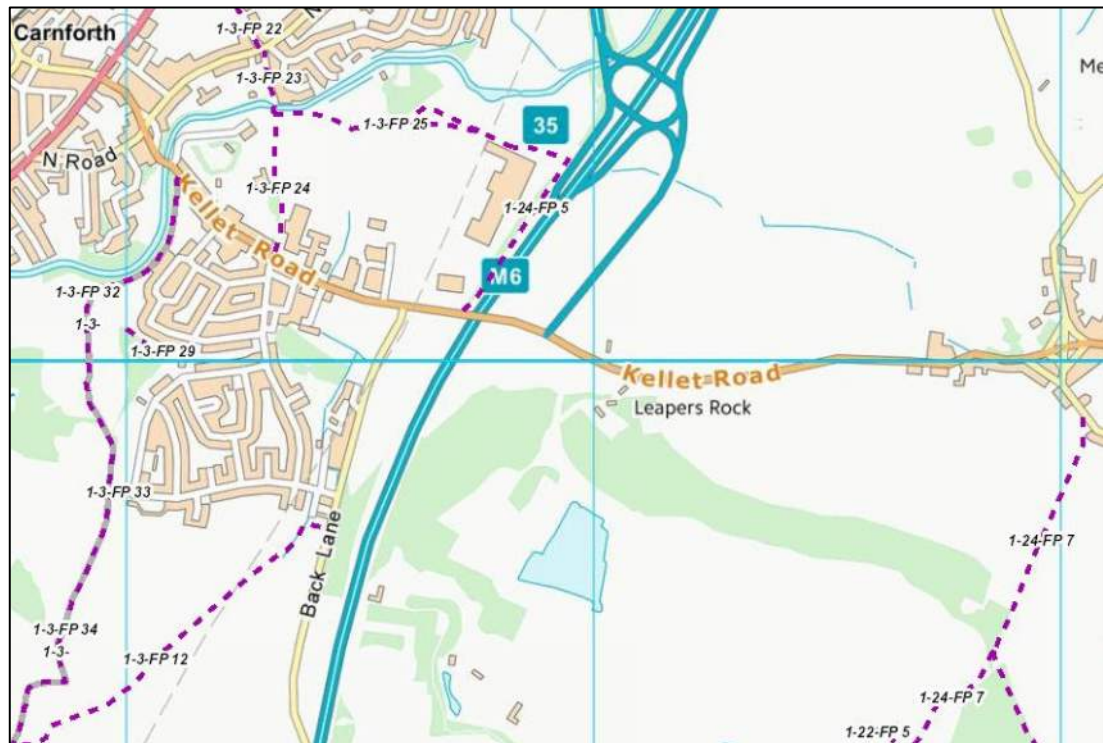 Carnforth
1-3-FP 22
N
Me
1-3-FP 23
1-3-FP 25
35
N Road
1-3-FP 24
Kellet Road
1-24-FP 5
M6
1-3-FP 32
1-3-
1-3-FP 29
Kellet Road
Leapers Rock
1-3-FP 33
Back Lane
1-24-FP 7
1-3-FP 34
1-3-
1-3-FP 12
1-24-FP 7
1-22-FP 5